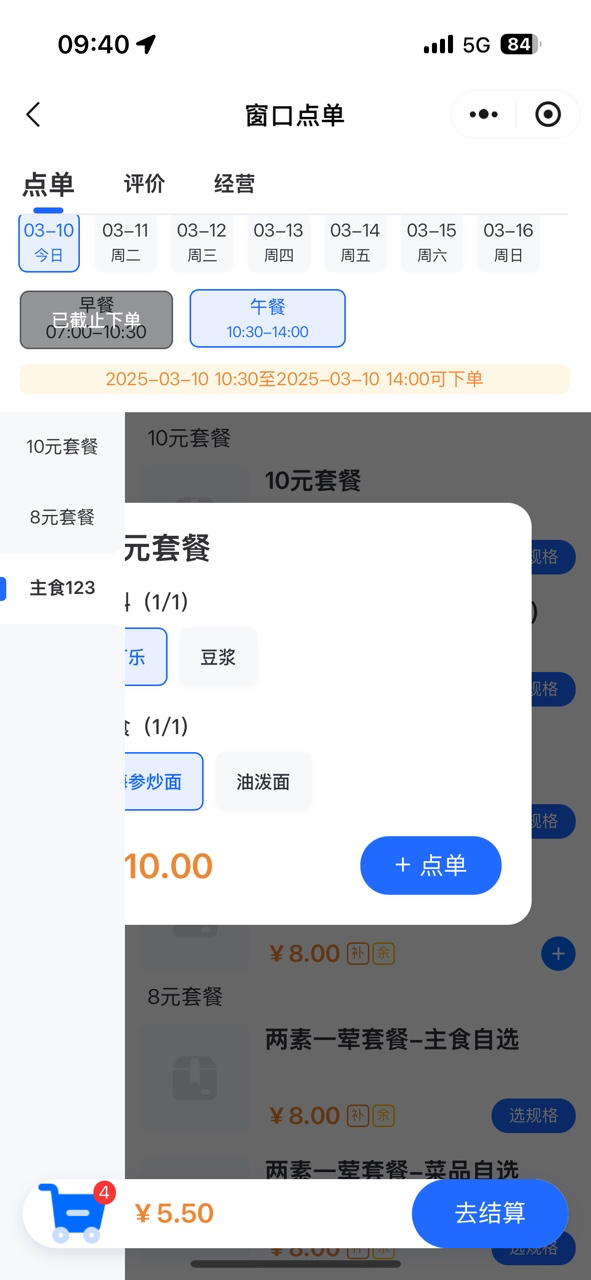 09:40
5G 84
窗口点单
点单 评价 经营
03-10 03-11 03-12 03-13 03-14 03-15 03-16
今日 周二 周三 周四 周五 周六 周日
早餐 午餐
已截止下单
07:00-10:30 10:30-14:00
2025-03-10 10:30至2025-03-10 14:00可下单
10元套餐
8元套餐
主食123
10元套餐
10元套餐
规格
)
元套餐
(1/1)
乐 豆浆
规格
(1/1)
参炒面 油泼面
规格
10.00 + 点单
¥8.00 补 余 +
8元套餐
两素一荤套餐-主食自选
¥8.00 补 余 选规格
两素一荤套餐-菜品自选
4
¥5.50 去结算
¥8.00 选规格